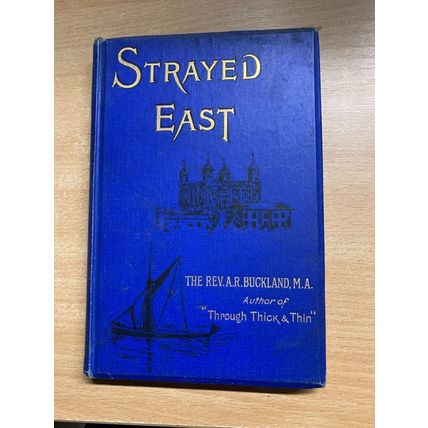 STRAYED
EAST
THE REV. A.R. BUCKLAND, M.A.
Author of
"Through Thick & Thin"